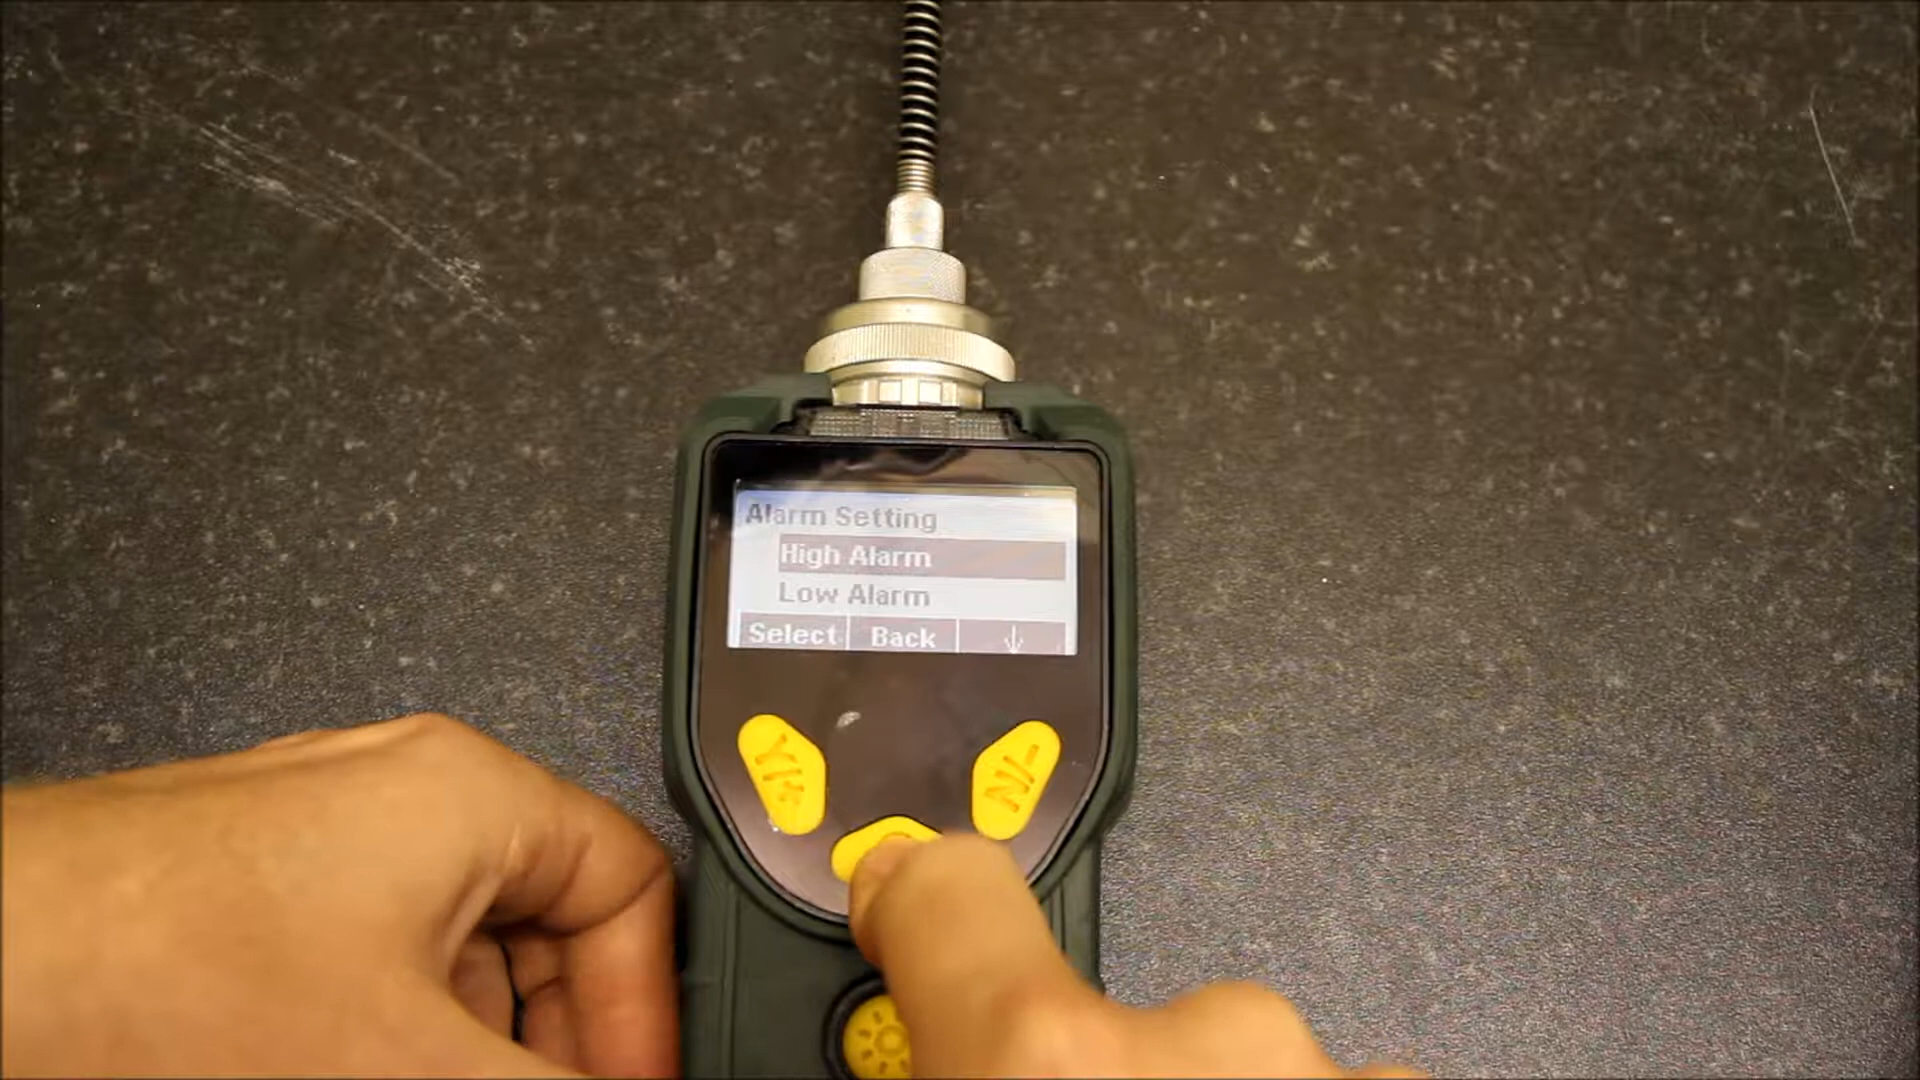 Alarm Setting
High Alarm
Low Alarm
Select Back
Y/+
N/-